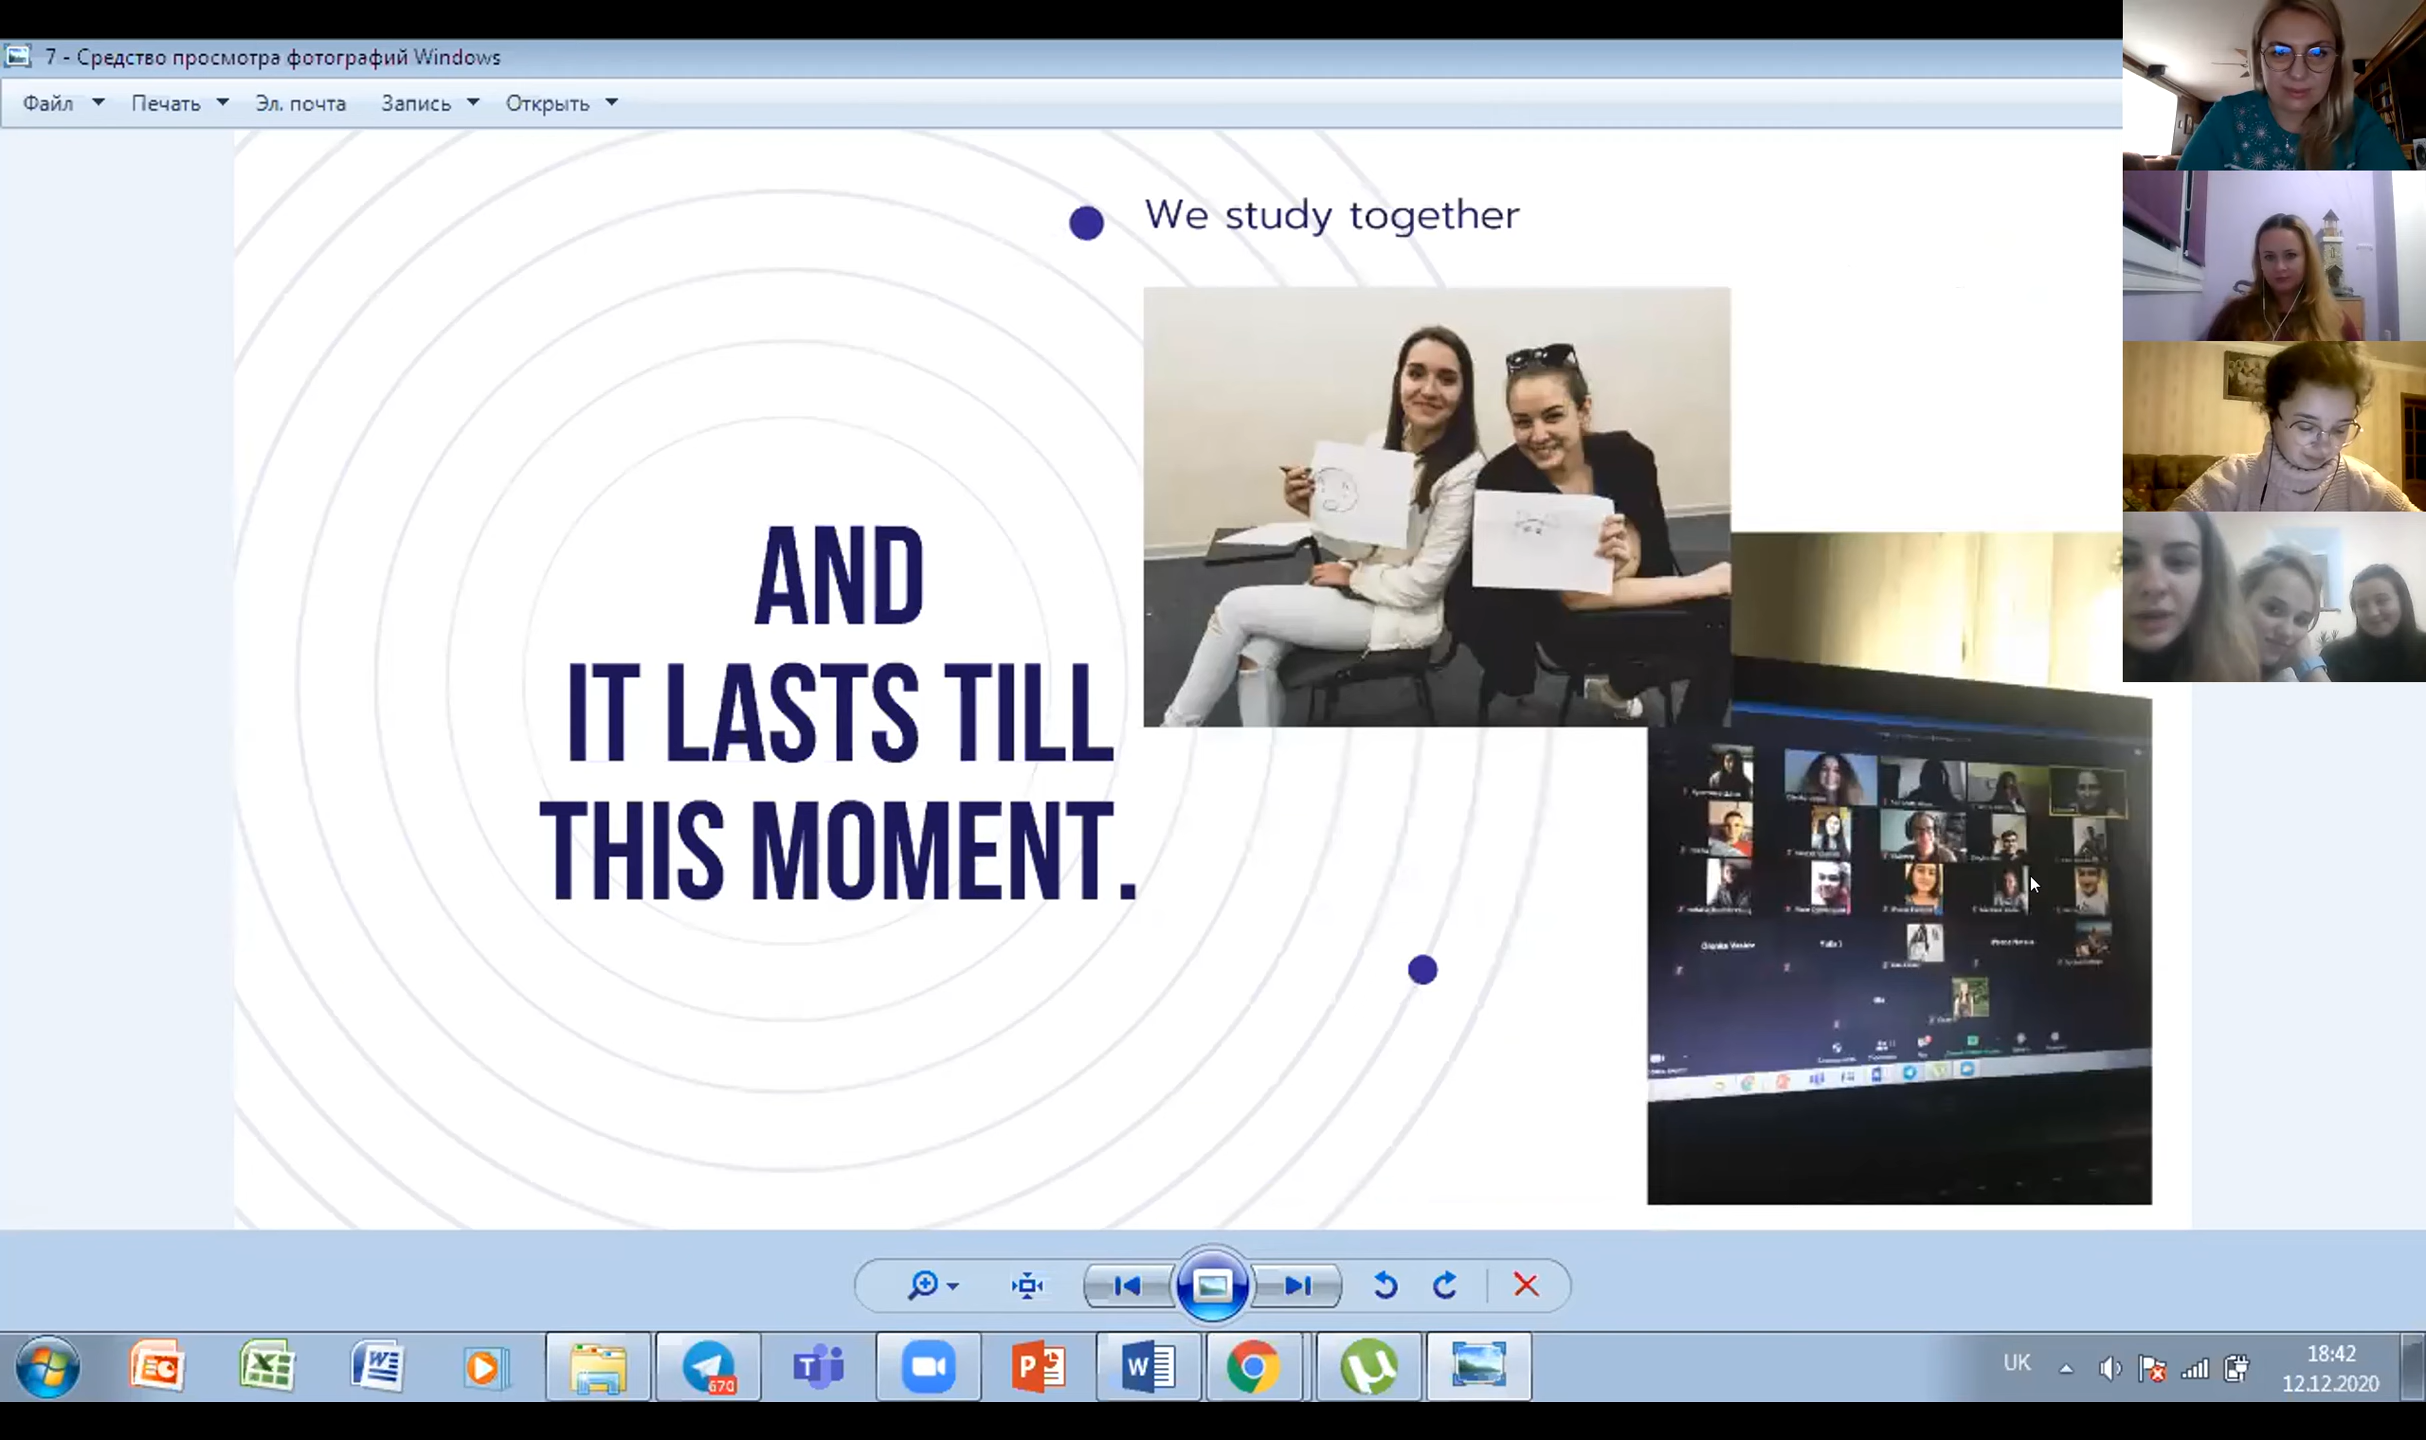 7 - Средство просмотра фотографий Windows
Файл Печать Эл. почта Запись Открыть
We study together
AND
IT LASTS TILL
THIS MOMENT.
670
UK
18:42
12.12.2020